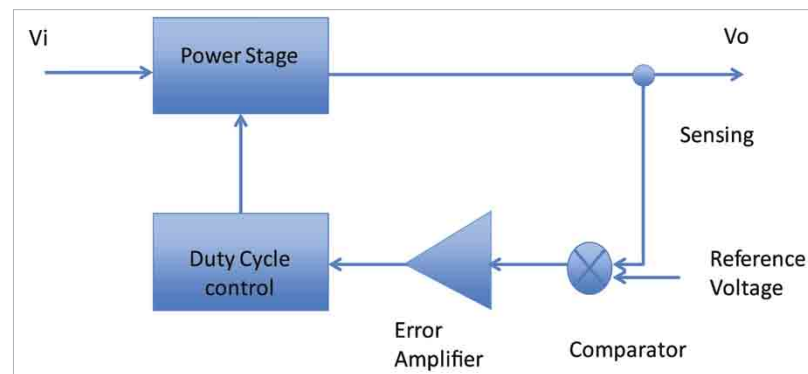 Vi
Power Stage
Vo
Sensing
Duty Cycle
control
Reference
Voltage
Error
Amplifier
Comparator